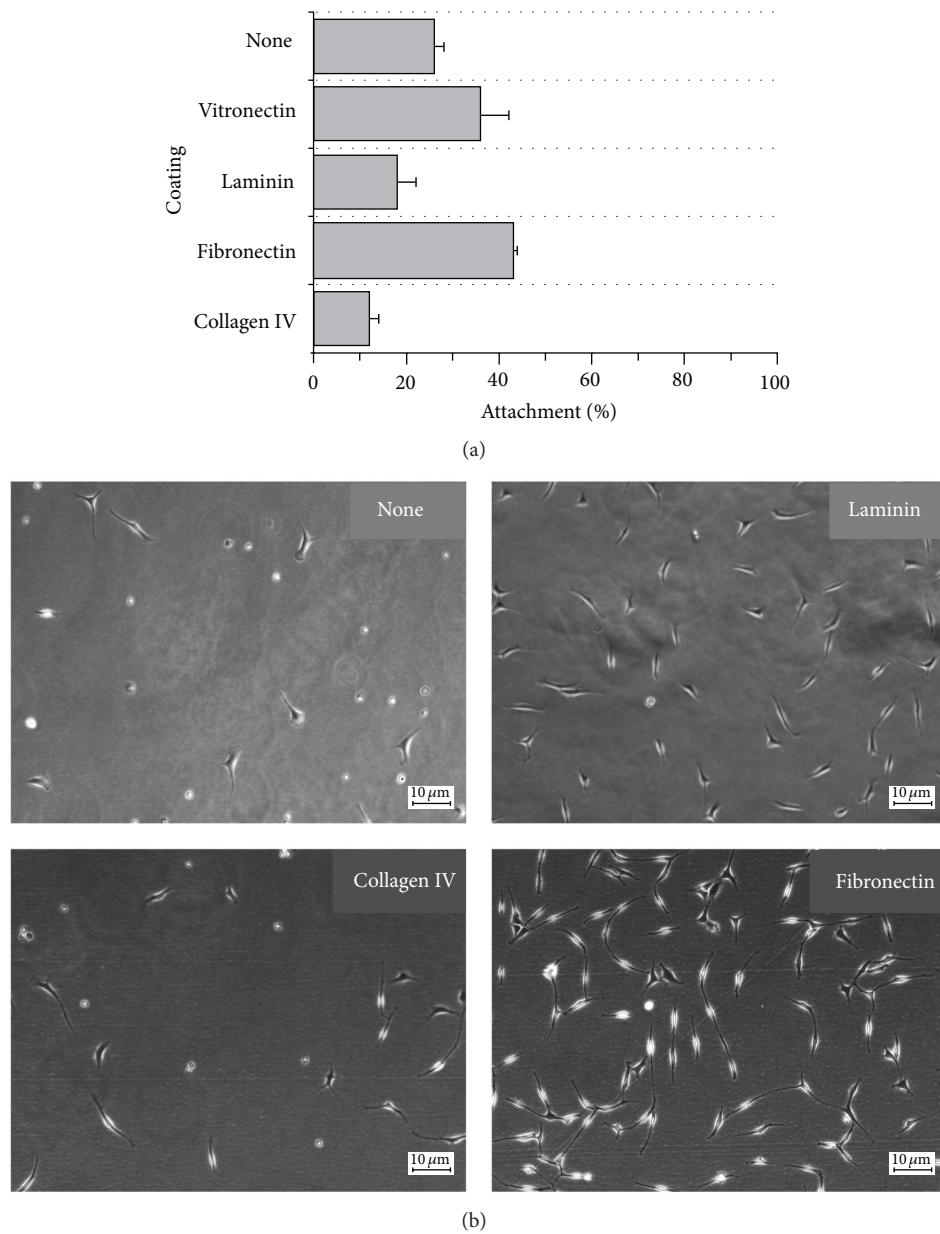 None
Vitronectin
Laminin
Fibronectin
Collagen IV
Coating
0 20 40 60 80 100
Attachment (%)
(a)
None
10 μm
Laminin
10 μm
Collagen IV
10 μm
Fibronectin
10 μm
(b)